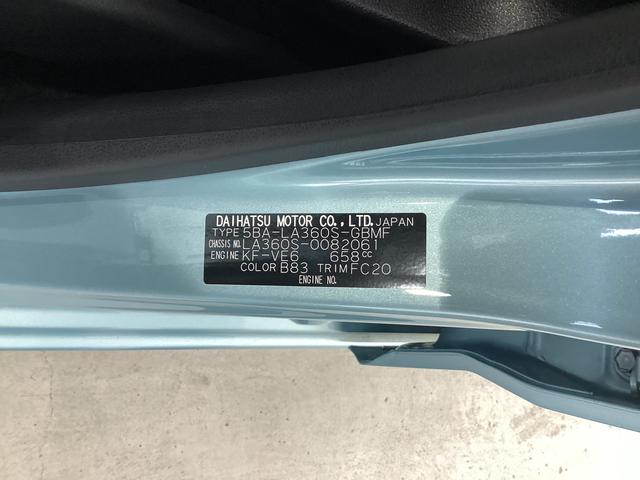 DAIHATSU MOTOR CO.,LTD. JAPAN
TYPE 5BA-LA360S-GBMF
CHASSIS NO. LA360S-0082061
ENGINE KF-VE6 658cc
COLOR B83 TRIM FC20
ENGINE NO.